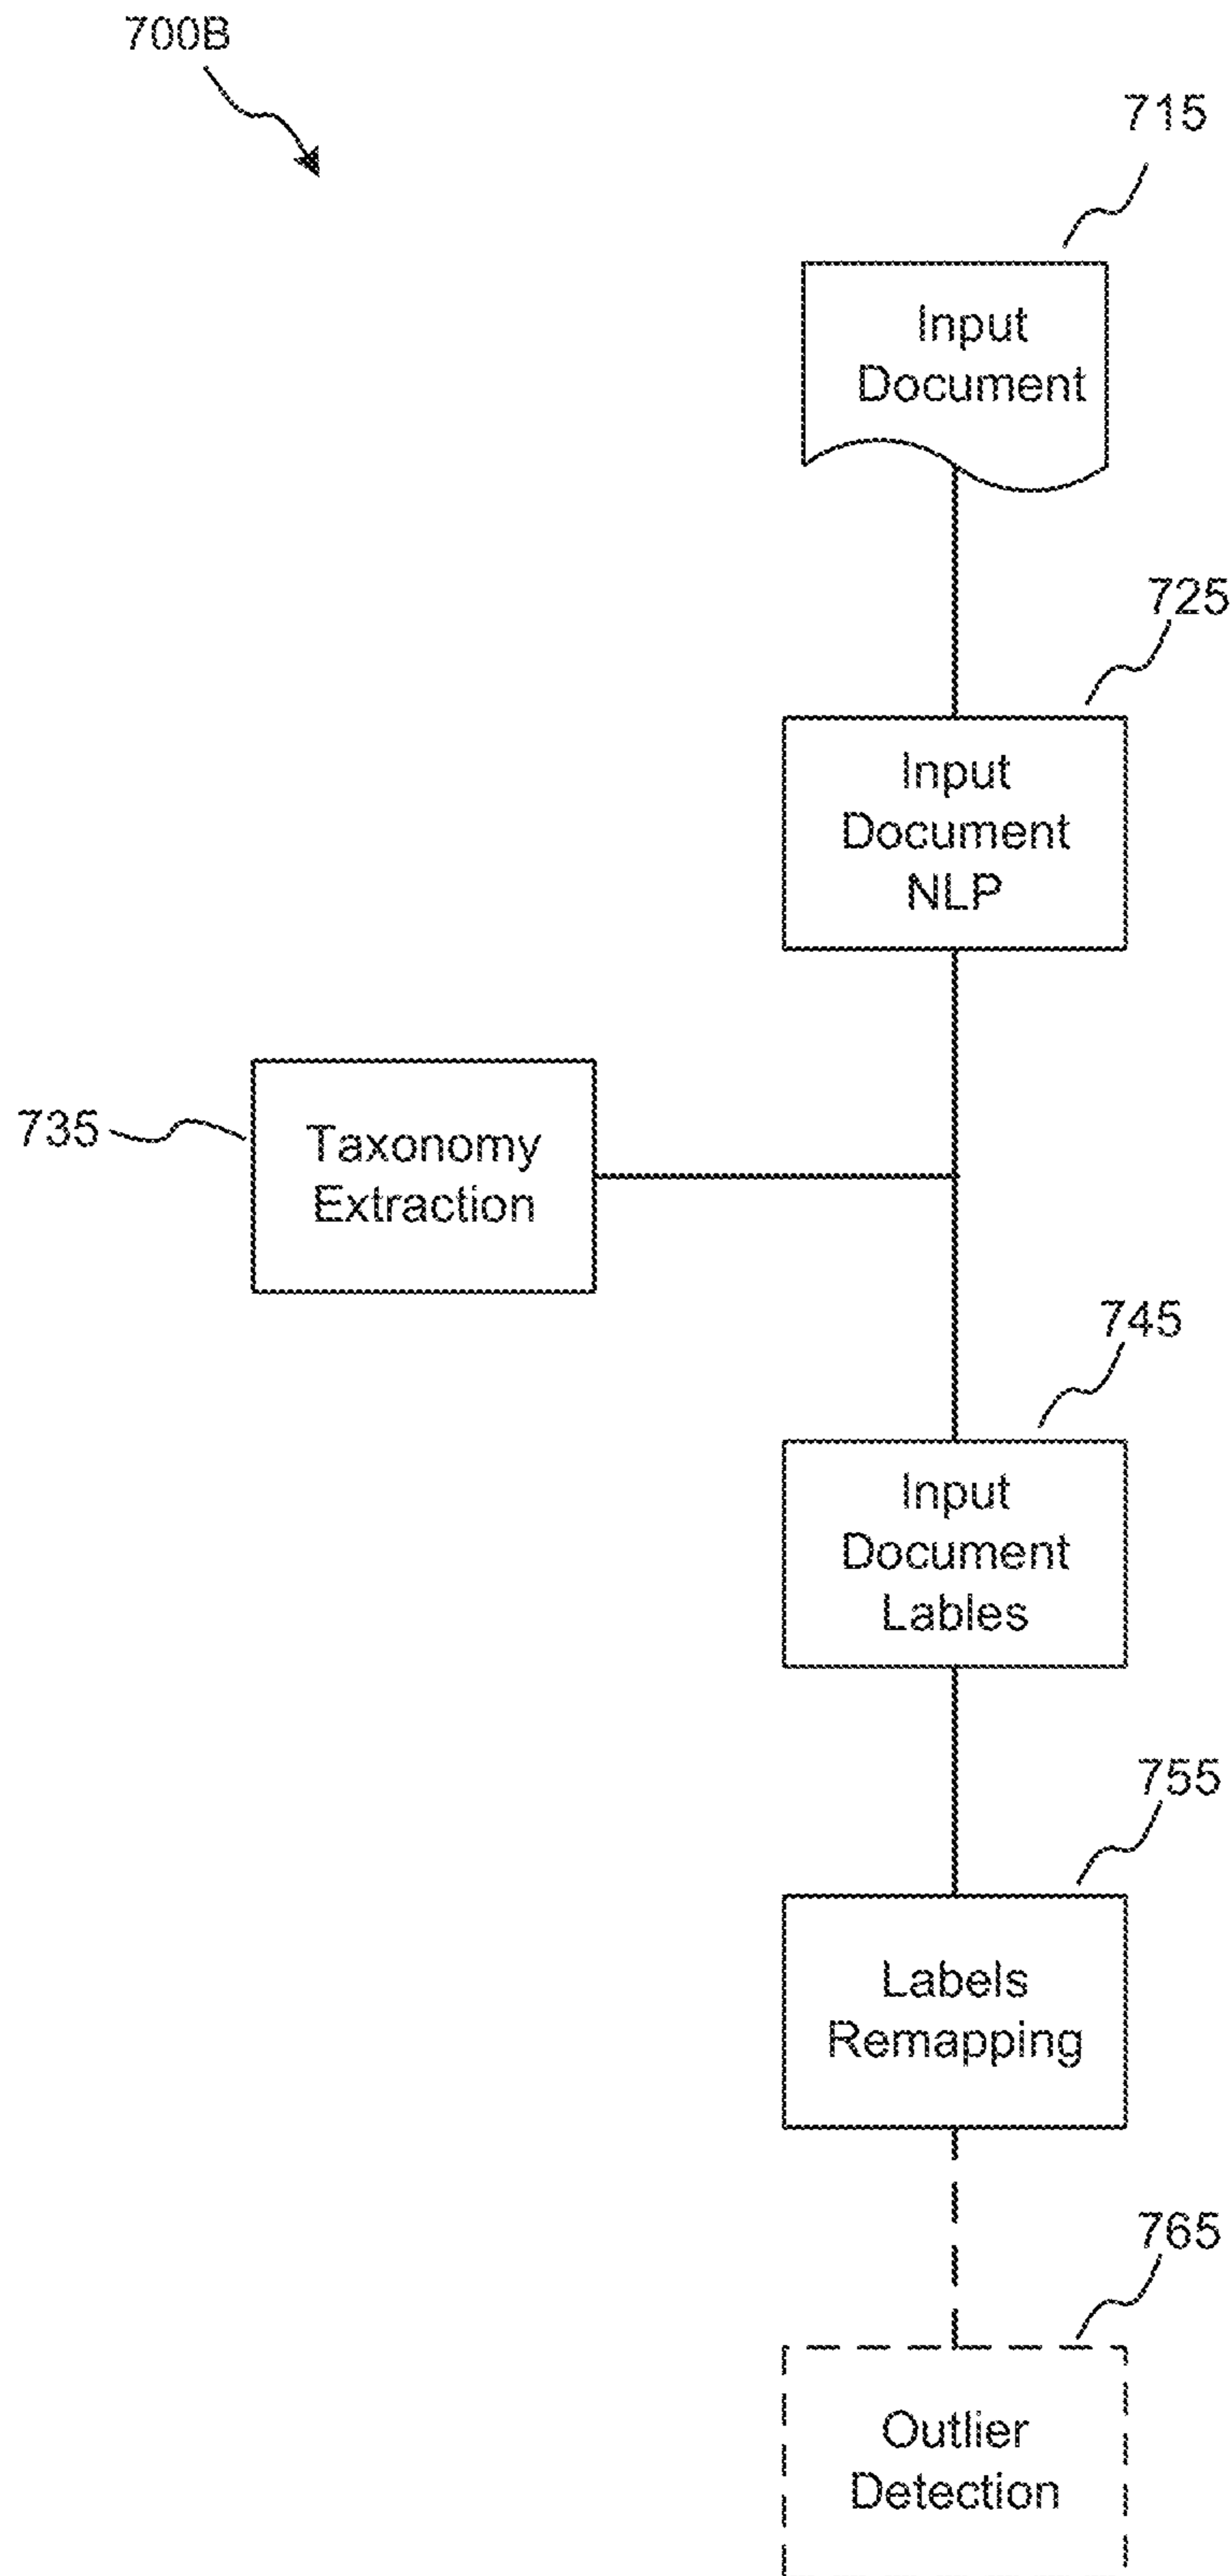 700B
715
Input
Document
725
Input
Document
NLP
735
Taxonomy
Extraction
745
Input
Document
Lables
755
Labels
Remapping
765
Outlier
Detection